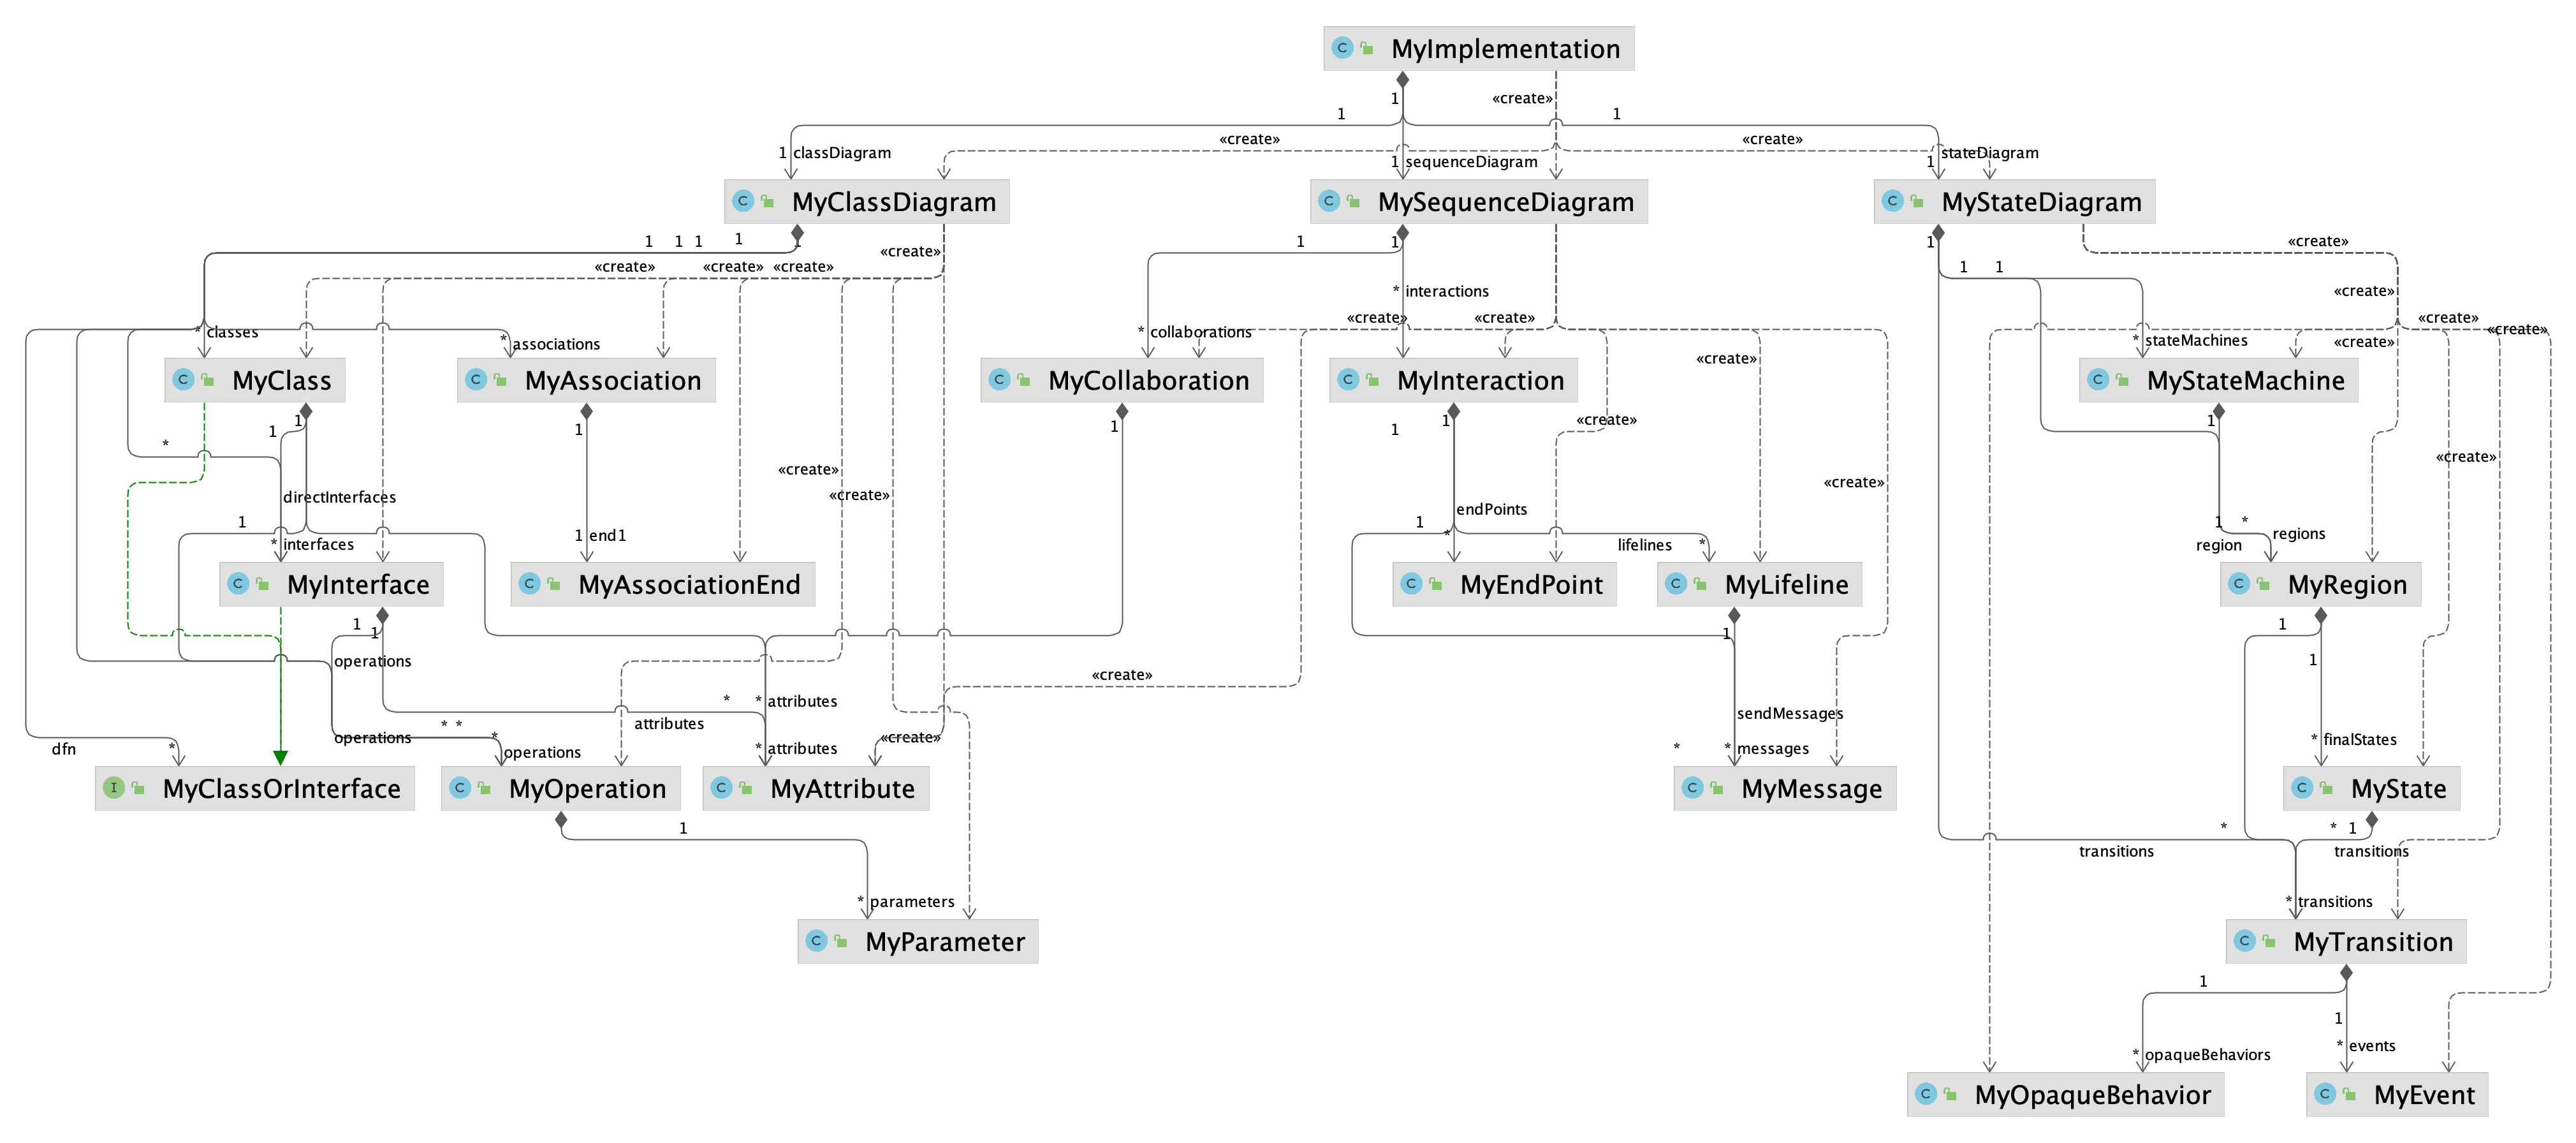 C MyImplementation
1 «create»
1 1
«create» «create»
1 classDiagram 1 sequenceDiagram 1 stateDiagram
C MyClassDiagram C MySequenceDiagram C MyStateDiagram
1 1 1 1 1 «create» 1 1 1 «create»
«create» «create» «create» 1 1
* interactions «create»
* classes * associations * collaborations «create» «create» «create» «create»
«create» * stateMachines «create»
C MyClass C MyAssociation C MyCollaboration C MyInteraction C MyStateMachine
1 1 1 1 1 1 «create» 1
* «create» «create»
«create» «create»
directInterfaces endPoints
1 1 1 * regions
* interfaces 1 end1 * lifelines * region
C MyInterface C MyAssociationEnd C MyEndPoint C MyLifeline C MyRegion
1 1 1 1
operations 1
«create»
* * attributes
* * operations attributes «create» sendMessages
dfn * * operations * attributes * * messages * finalStates
I MyClassOrInterface C MyOperation C MyAttribute C MyMessage C MyState
1 * * 1
transitions transitions
* parameters * transitions
C MyParameter C MyTransition
1
1
* opaqueBehaviors * events
C MyOpaqueBehavior C MyEvent